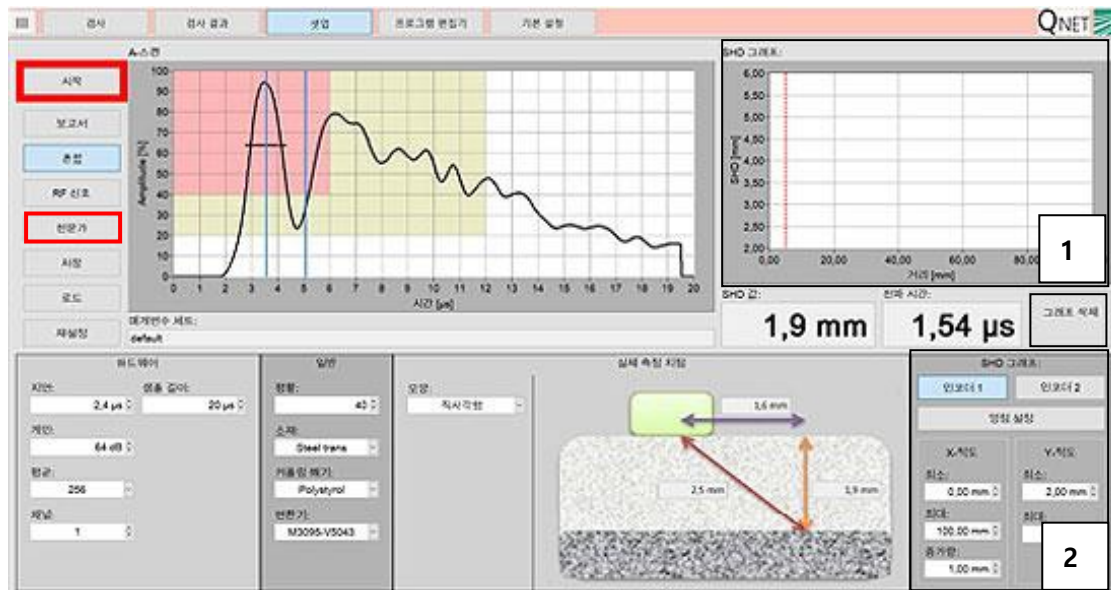 검사 검사 결과 셋업 프로그램 편집기 기본 설정 QNET
A-스캔
시작
보고서
혼합
RF 신호
전문가
저장
로드
재설정
Amplitude [%]
100
90
80
70
60
50
40
30
20
10
0
0 1 2 3 4 5 6 7 8 9 10 11 12 13 14 15 16 17 18 19 20
시간 [µs]
매개변수 세트:
default
SHD 그래프:
SHD [mm]
6,00
5,50
5,00
4,50
4,00
3,50
3,00
2,50
2,00
0,00 20,00 40,00 60,00 80,00
거리 [mm]
1
SHD 값:
1,9 mm
전파 시간:
1,54 µs
그래프 삭제
하드웨어
지연:
2,4 µs
샘플 길이:
20 µs
게인:
64 dB
평균:
256
채널:
1
일반
평활:
43
소재:
Steel trans
커플링 쐐기:
Polystyrol
변환기:
M3095-V5043
모양:
직사각형
실제 측정 지점
1,6 mm
2,5 mm
1,9 mm
SHD 그래프:
인코더 1 인코더 2
영점 설정
X-척도
최소:
0,00 mm
최대:
100,00 mm
증가량:
1,00 mm
Y-척도
최소:
2,00 mm
최대:
2